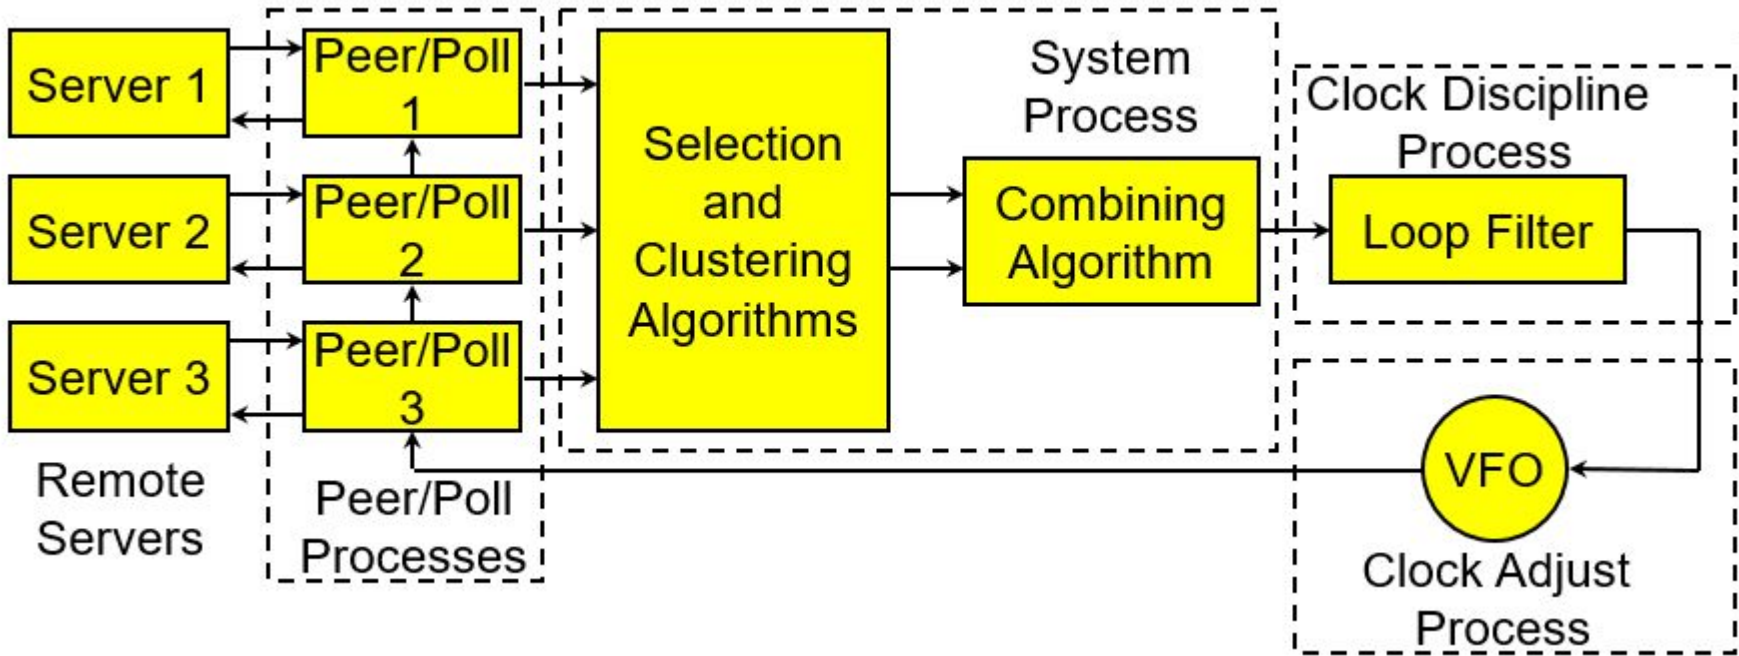 Server 1
Peer/Poll
1
Server 2
Peer/Poll
2
Server 3
Peer/Poll
3
Remote
Servers
Peer/Poll
Processes
Selection
and
Clustering
Algorithms
System
Process
Combining
Algorithm
Clock Discipline
Process
Loop Filter
VFO
Clock Adjust
Process